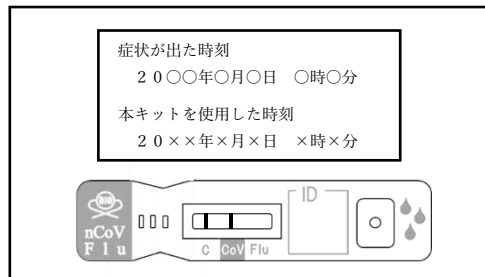 症状が出た時刻
２０○○年○月○日　○時○分
本キットを使用した時刻
２０××年×月×日　×時×分
BIO
nCoV
Flu
C CoV Flu
ID